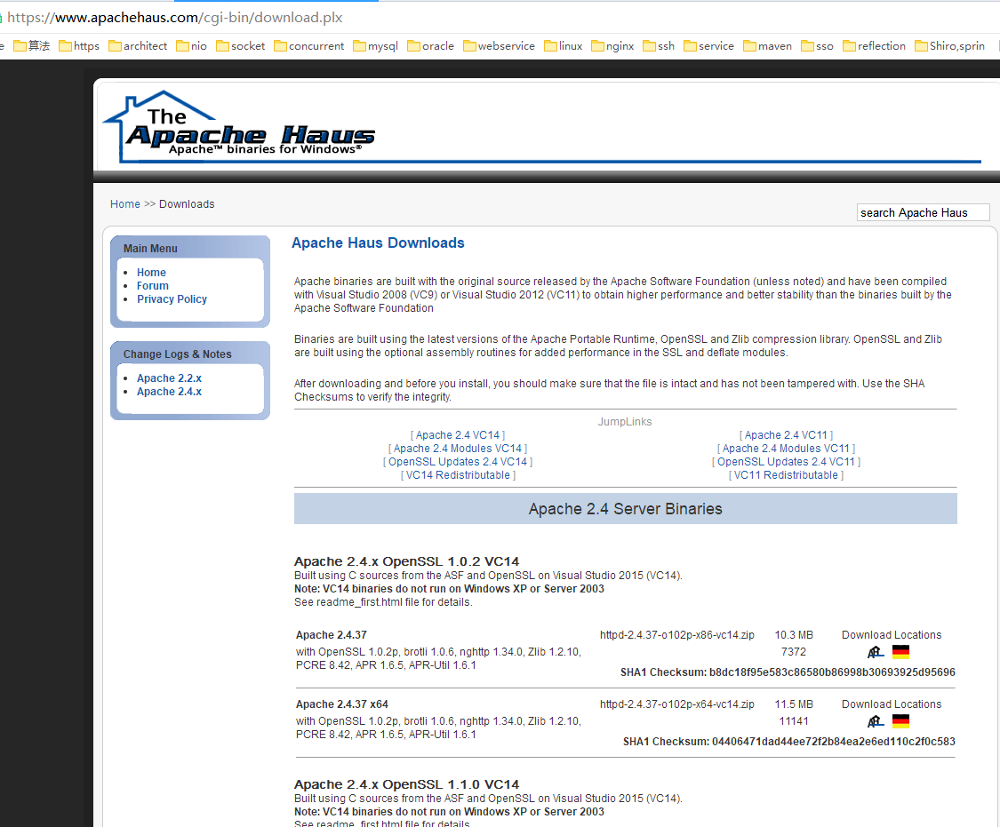 https://www.apachehaus.com/cgi-bin/download.plx
算法 https architect nio socket concurrent mysql oracle webservice linux nginx ssh service maven sso reflection Shiro,sprin
The
Apache Haus
Apache™ binaries for Windows®
Home >> Downloads
search Apache Haus
Main Menu
Home
Forum
Privacy Policy
Change Logs & Notes
Apache 2.2.x
Apache 2.4.x
Apache Haus Downloads
Apache binaries are built with the original source released by the Apache Software Foundation (unless noted) and have been compiled
with Visual Studio 2008 (VC9) or Visual Studio 2012 (VC11) to obtain higher performance and better stability than the binaries built by the
Apache Software Foundation
Binaries are built using the latest versions of the Apache Portable Runtime, OpenSSL and Zlib compression library. OpenSSL and Zlib
are built using the optional assembly routines for added performance in the SSL and deflate modules.
After downloading and before you install, you should make sure that the file is intact and has not been tampered with. Use the SHA
Checksums to verify the integrity.
JumpLinks
[ Apache 2.4 VC14 ] [ Apache 2.4 VC11 ]
[ Apache 2.4 Modules VC14 ] [ Apache 2.4 Modules VC11 ]
[ OpenSSL Updates 2.4 VC14 ] [ OpenSSL Updates 2.4 VC11 ]
[ VC14 Redistributable ] [ VC11 Redistributable ]
Apache 2.4 Server Binaries
Apache 2.4.x OpenSSL 1.0.2 VC14
Built using C sources from the ASF and OpenSSL on Visual Studio 2015 (VC14).
Note: VC14 binaries do not run on Windows XP or Server 2003
See readme_first.html file for details.
Apache 2.4.37 httpd-2.4.37-o102p-x86-vc14.zip 10.3 MB Download Locations
with OpenSSL 1.0.2p, brotli 1.0.6, nghttp 1.34.0, Zlib 1.2.10, 7372
PCRE 8.42, APR 1.6.5, APR-Util 1.6.1
SHA1 Checksum: b8dc18f95e583c86580b86998b30693925d95696
Apache 2.4.37 x64 httpd-2.4.37-o102p-x64-vc14.zip 11.5 MB Download Locations
with OpenSSL 1.0.2p, brotli 1.0.6, nghttp 1.34.0, Zlib 1.2.10, 11141
PCRE 8.42, APR 1.6.5, APR-Util 1.6.1
SHA1 Checksum: 04406471dad44ee72f2b84ea2e6ed110c2f0c583
Apache 2.4.x OpenSSL 1.1.0 VC14
Built using C sources from the ASF and OpenSSL on Visual Studio 2015 (VC14).
Note: VC14 binaries do not run on Windows XP or Server 2003
See readme_first.html file for details.